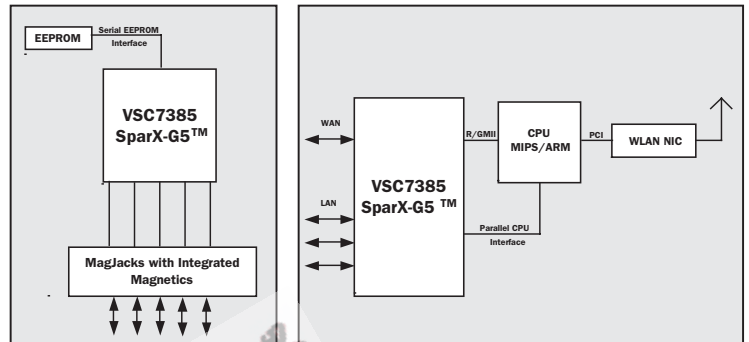 EEPROM
Serial EEPROM
Interface
VSC7385
SparX-G5™
MagJacks with Integrated
Magnetics
WAN
LAN
VSC7385
SparX-G5 ™
R/GMII
CPU
MIPS/ARM
PCI
WLAN NIC
Parallel CPU
Interface